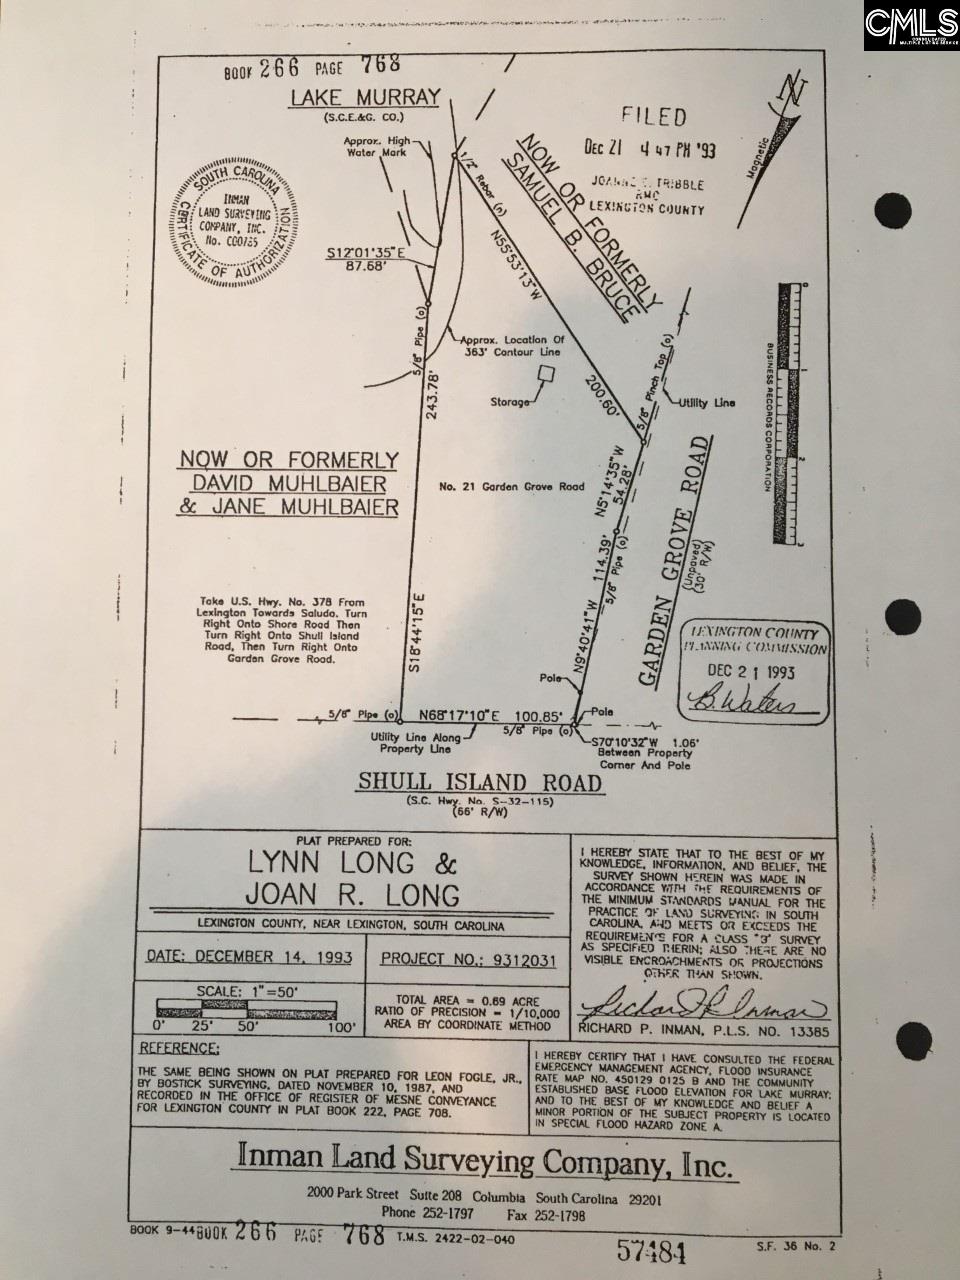 CMLS
CONSOLIDATED
MULTIPLE LISTING SERVICE
BOOK 266 PAGE 768
LAKE MURRAY
(S.C.E.&G. CO.)
FILED
DEC 21 4 47 PM '93
LEXINGTON COUNTY
N
Magnetic
Approx. High
Water Mark
1/2" Rebar (n)
NOW OR FORMERLY
SAMUEL B. BRUCE
SOUTH CAROLINA
INMAN
LAND SURVEYING
COMPANY, INC.
No. C00785
CERTIFICATE OF AUTHORIZATION
S12°01'35"E
87.68'
N55°53'13"W
200.60'
5/8" Pipe (o)
243.78'
S18°44'15"E
Approx. Location Of
363' Contour Line
Storage
5/8" Pinch Top (o)
Utility Line
BUSINESS RECORDS CORPORATION
0
1
2
3
NOW OR FORMERLY
DAVID MUHLBAIER
& JANE MUHLBAIER
No. 21 Garden Grove Road
N5°14'35"W
54.28'
114.39'
5/8" Pipe (o)
N9°40'41"W
GARDEN GROVE ROAD
(Unpaved)
(30' R/W)
Take U.S. Hwy. No. 378 From
Lexington Towards Saluda. Turn
Right Onto Shore Road Then
Turn Right Onto Shull Island
Road, Then Turn Right Onto
Garden Grove Road.
LEXINGTON COUNTY
PLANNING COMMISSION
DEC 21 1993
B. Waters
Pole
Pole
5/8" Pipe (o)
N68°17'10"E 100.85'
5/8" Pipe (o)
Utility Line Along
Property Line
S70°10'32"W 1.06'
Between Property
Corner And Pole
SHULL ISLAND ROAD
(S.C. Hwy. No. S-32-115)
(66' R/W)
PLAT PREPARED FOR:
LYNN LONG &
JOAN R. LONG
LEXINGTON COUNTY, NEAR LEXINGTON, SOUTH CAROLINA
I HEREBY STATE THAT TO THE BEST OF MY
KNOWLEDGE, INFORMATION, AND BELIEF, THE
SURVEY SHOWN HEREIN WAS MADE IN
ACCORDANCE WITH THE REQUIREMENTS OF
THE MINIMUM STANDARDS MANUAL FOR THE
PRACTICE OF LAND SURVEYING IN SOUTH
CAROLINA, AND MEETS OR EXCEEDS THE
REQUIREMENTS FOR A CLASS "B" SURVEY
AS SPECIFIED THERIN; ALSO THERE ARE NO
VISIBLE ENCROACHMENTS OR PROJECTIONS
OTHER THAN SHOWN.
Richard P. Inman
RICHARD P. INMAN, P.L.S. NO. 13385
DATE: DECEMBER 14, 1993
PROJECT NO.: 9312031
SCALE: 1"=50'
0' 25' 50' 100'
TOTAL AREA = 0.69 ACRE
RATIO OF PRECISION = 1/10,000
AREA BY COORDINATE METHOD
REFERENCE:
THE SAME BEING SHOWN ON PLAT PREPARED FOR LEON FOGLE, JR.,
BY BOSTICK SURVEYING, DATED NOVEMBER 10, 1987, AND
RECORDED IN THE OFFICE OF REGISTER OF MESNE CONVEYANCE
FOR LEXINGTON COUNTY IN PLAT BOOK 222, PAGE 708.
I HEREBY CERTIFY THAT I HAVE CONSULTED THE FEDERAL
EMERGENCY MANAGEMENT AGENCY, FLOOD INSURANCE
RATE MAP NO. 450129 0125 B AND THE COMMUNITY
ESTABLISHED BASE FLOOD ELEVATION FOR LAKE MURRAY;
AND TO THE BEST OF MY KNOWLEDGE AND BELIEF A
MINOR PORTION OF THE SUBJECT PROPERTY IS LOCATED
IN SPECIAL FLOOD HAZARD ZONE A.
Inman Land Surveying Company, Inc.
2000 Park Street Suite 208 Columbia South Carolina 29201
Phone 252-1797 Fax 252-1798
BOOK 9-44 BOOK 266 PAGE 768 T.M.S. 2422-02-040
57484
S.F. 36 No. 2